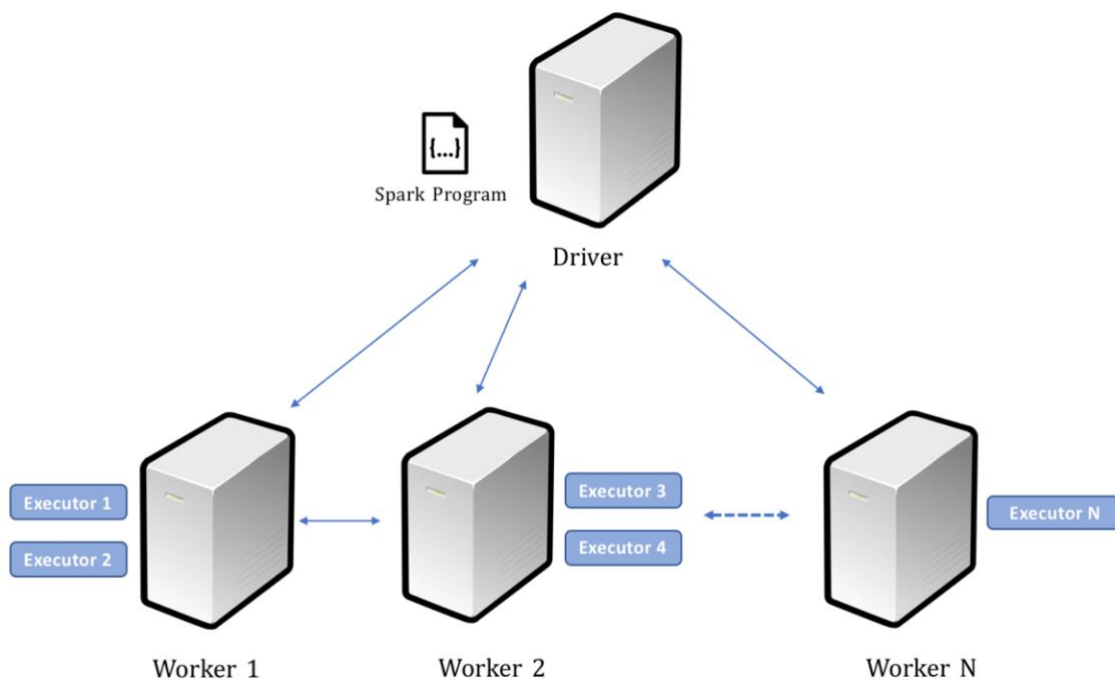 {...}
Spark Program
Driver
Executor 1
Executor 2
Executor 3
Executor 4
Executor N
Worker 1
Worker 2
Worker N